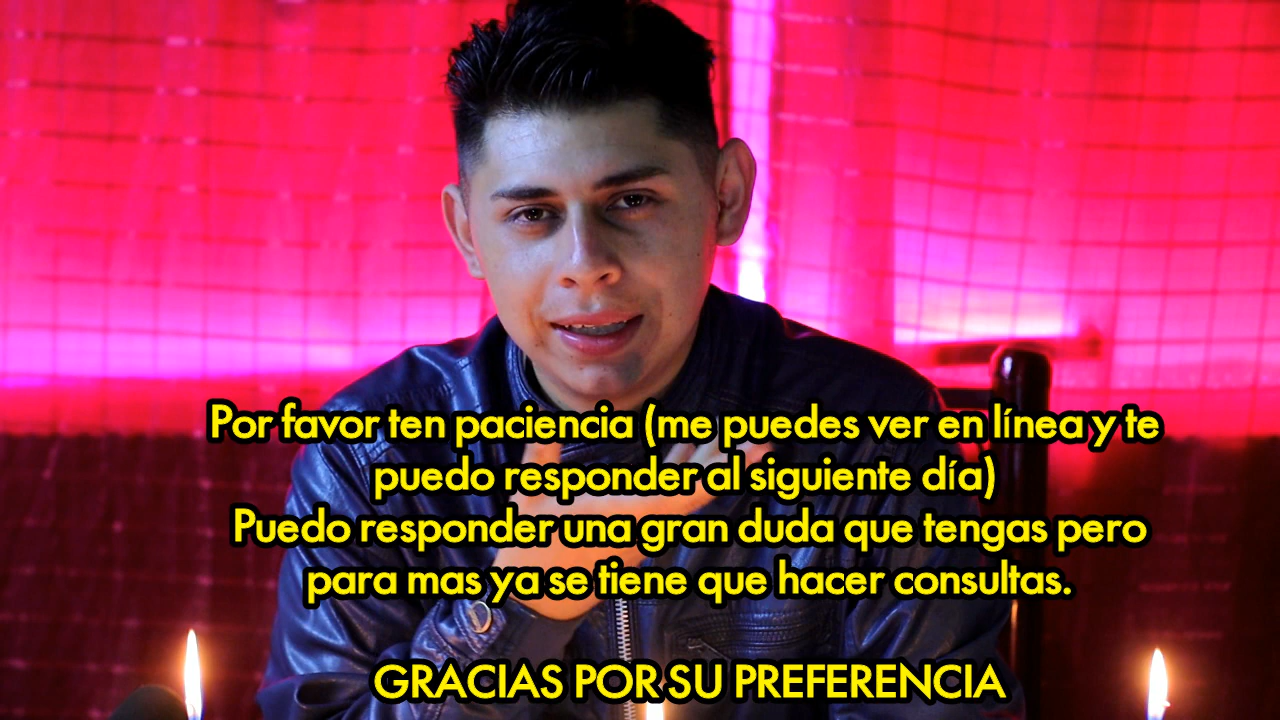 Por favor ten paciencia (me puedes ver en línea y te
puedo responder al siguiente día)
Puedo responder una gran duda que tengas pero
para mas ya se tiene que hacer consultas.
GRACIAS POR SU PREFERENCIA